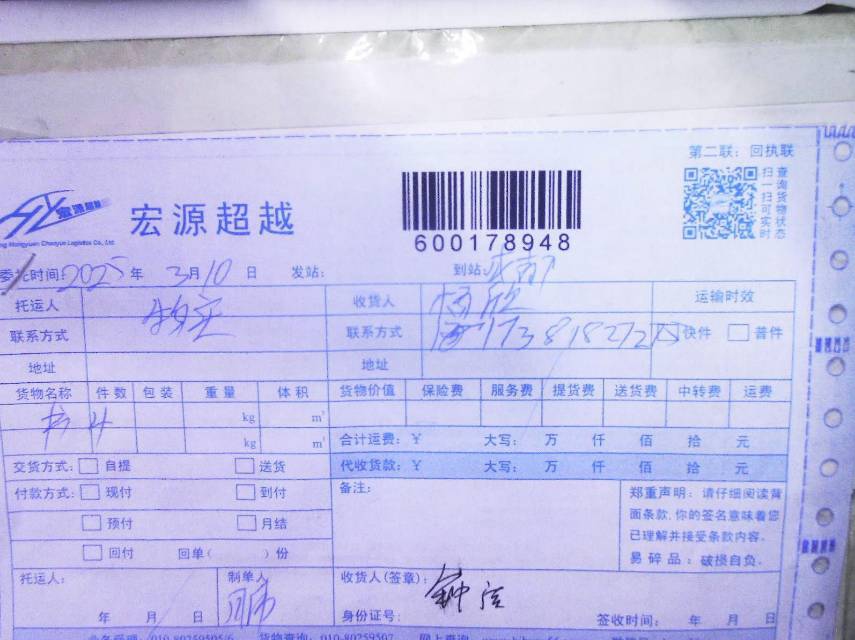 第二联:回执联
扫一扫可实时
查询货物状态
宏源超越
600178948
委托时间:2025年 3月10日 发站: 到站:成都
托运人 收货人 运输时效
联系方式 联系方式 快件 普件
地址 地址
货物名称 件数 包装 重量 体积 货物价值 保险费 服务费 提货费 送货费 中转费 运费
kg m³
kg m³ 合计运费:¥ 大写: 万 仟 佰 拾 元
交货方式: 自提 送货 代收货款:¥ 大写: 万 仟 佰 拾 元
付款方式: 现付 到付 备注: 郑重声明:请仔细阅读背
面条款,你的签名意味着您
预付 月结 已理解并接受条款内容。
回付 回单( )份 易碎品:破损自负.
托运人: 制单人 收货人(签章):
年 月 日 身份证号: 签收时间: 年 月 日